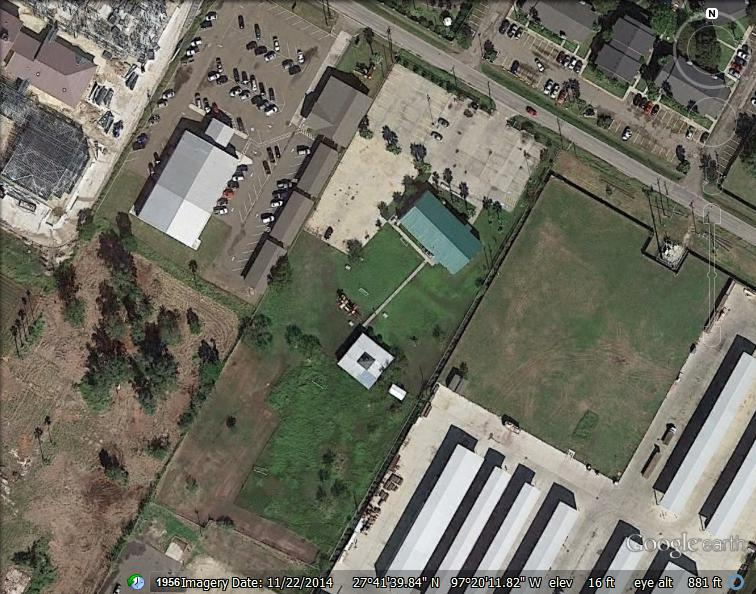 N
Google earth
1956 Imagery Date: 11/22/2014 27°41'39.84" N 97°20'11.82" W elev 16 ft eye alt 881 ft